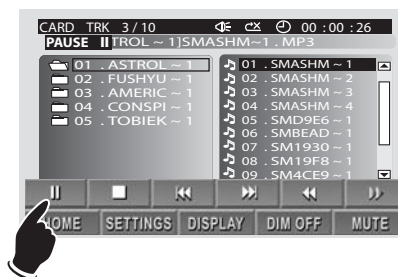 CARD TRK 3/10 00:00:26
PAUSE TROL ~ 1]SMASHM~1.MP3
01 . ASTROL ~ 1
02 . FUSHYU ~ 1
03 . AMERIC ~ 1
04 . CONSPI ~ 1
05 . TOBIEK ~ 1
01 . SMASHM ~ 1
02 . SMASHM ~ 2
03 . SMASHM ~ 3
04 . SMASHM ~ 4
05 . SMD9E6 ~ 1
06 . SMBEAD ~ 1
07 . SM1930 ~ 1
08 . SM19F8 ~ 1
09 . SM4CE9 ~ 1
HOME SETTINGS DISPLAY DIM OFF MUTE